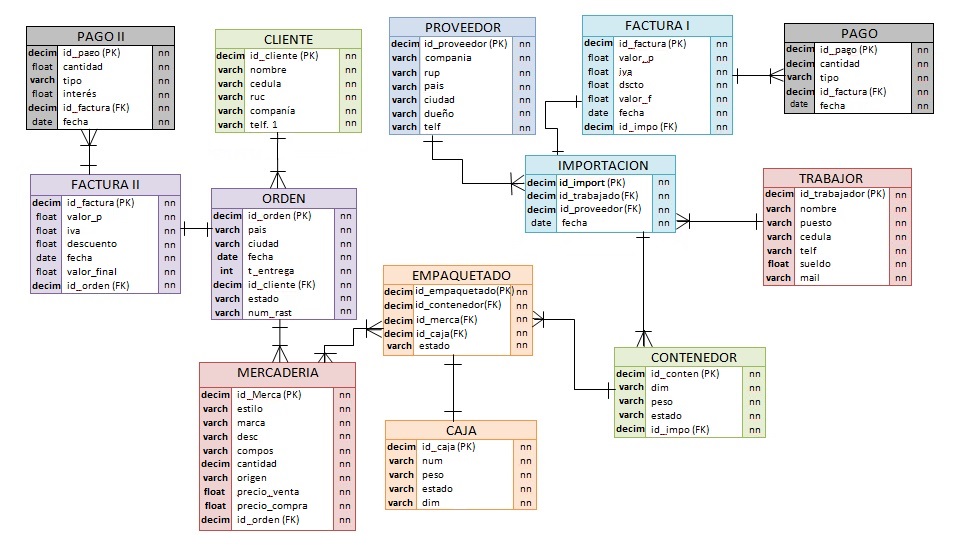 PAGO II
decim id_pago (PK) nn
float cantidad nn
varch tipo nn
float interés nn
decim id_factura (FK) nn
date fecha nn
CLIENTE
decim id_cliente (PK) nn
varch nombre nn
varch cedula nn
varch ruc nn
varch compañía nn
varch telf. 1 nn
PROVEEDOR
decim id_proveedor (PK) nn
varch compania nn
varch rup nn
varch pais nn
varch ciudad nn
varch dueño nn
varch telf nn
FACTURA I
decim id_factura (PK) nn
float valor_p nn
float iva nn
float dscto nn
float valor_f nn
date fecha nn
decim id_impo (FK) nn
PAGO
decim id_pago (PK) nn
decim cantidad nn
varch tipo nn
decim id_factura (FK) nn
date fecha nn
FACTURA II
decim id_factura (PK) nn
float valor_p nn
float iva nn
float descuento nn
date fecha nn
float valor_final nn
decim id_orden (FK) nn
ORDEN
decim id_orden (PK) nn
varch pais nn
varch ciudad nn
date fecha nn
int t_entrega nn
decim id_cliente (FK) nn
varch estado nn
varch num_rast nn
IMPORTACION
decim id_import (PK) nn
decim id_trabajado(FK) nn
decim id_proveedor(FK) nn
date fecha nn
TRABAJOR
decim id_trabajador (PK) nn
varch nombre nn
varch puesto nn
varch cedula nn
varch telf nn
float sueldo nn
varch mail nn
EMPAQUETADO
decim id_empaquetado(PK) nn
decim id_contenedor(FK) nn
decim id_merca(FK) nn
decim id_caja(FK) nn
varch estado nn
CONTENEDOR
decim id_conten (PK) nn
varch dim nn
varch peso nn
varch estado nn
decim id_impo (FK) nn
MERCADERIA
decim id_Merca (PK) nn
varch estilo nn
varch marca nn
varch desc nn
varch compos nn
decim cantidad nn
varch origen nn
float precio_venta nn
float precio_compra nn
decim id_orden (FK) nn
CAJA
decim id_caja (PK) nn
varch num nn
varch peso nn
varch estado nn
varch dim nn